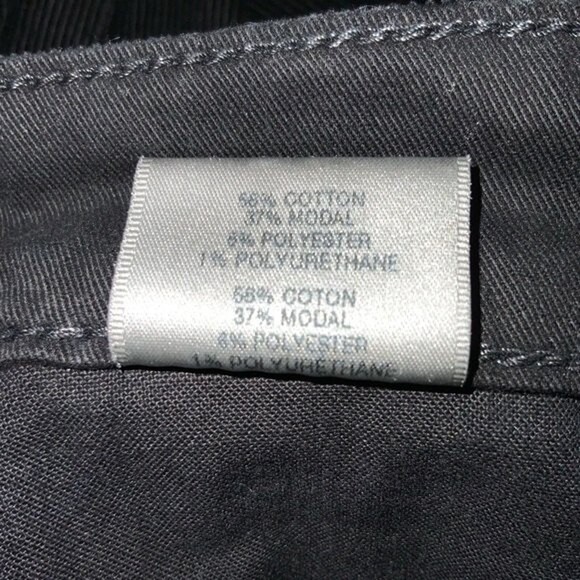 56% COTTON
37% MODAL
6% POLYESTER
1% POLYURETHANE
56% COTON
37% MODAL
6% POLYESTER
1% POLYURETHANE